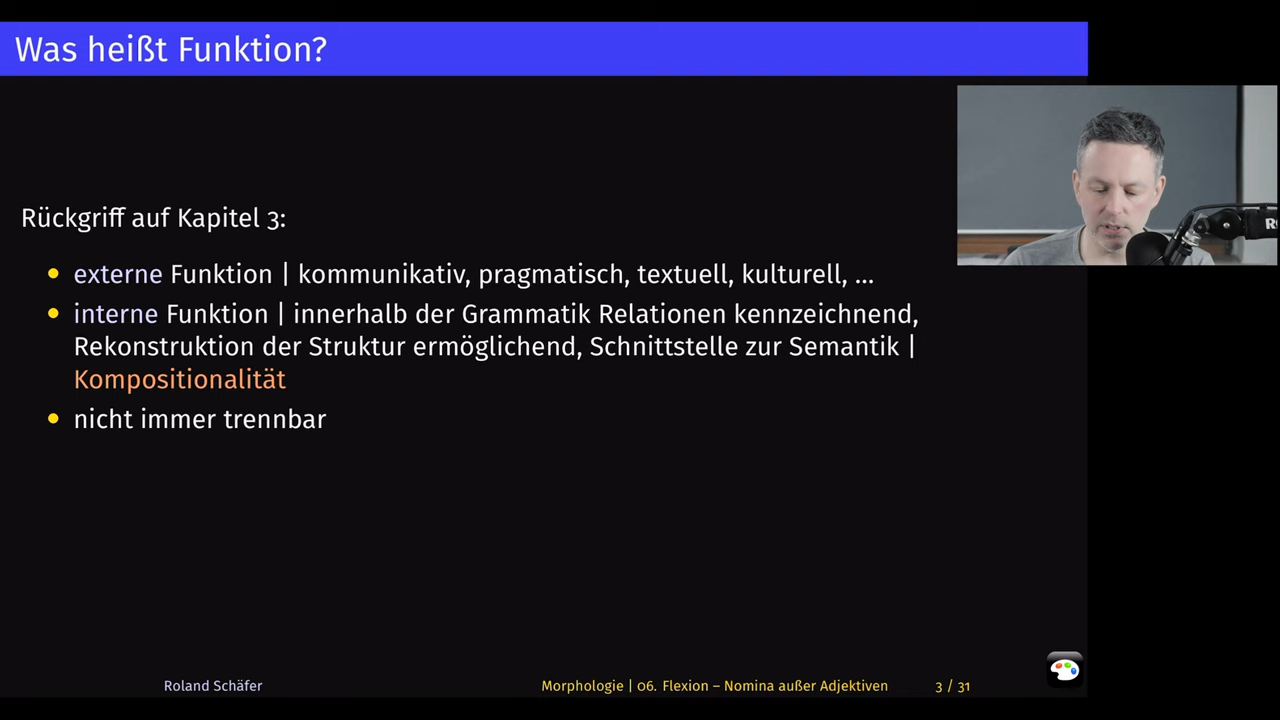 Was heißt Funktion?
Rückgriff auf Kapitel 3:
externe Funktion | kommunikativ, pragmatisch, textuell, kulturell, ...
interne Funktion | innerhalb der Grammatik Relationen kennzeichnend,
Rekonstruktion der Struktur ermöglichend, Schnittstelle zur Semantik |
Kompositionalität
nicht immer trennbar
Roland Schäfer
Morphologie | 06. Flexion – Nomina außer Adjektiven
3 / 31